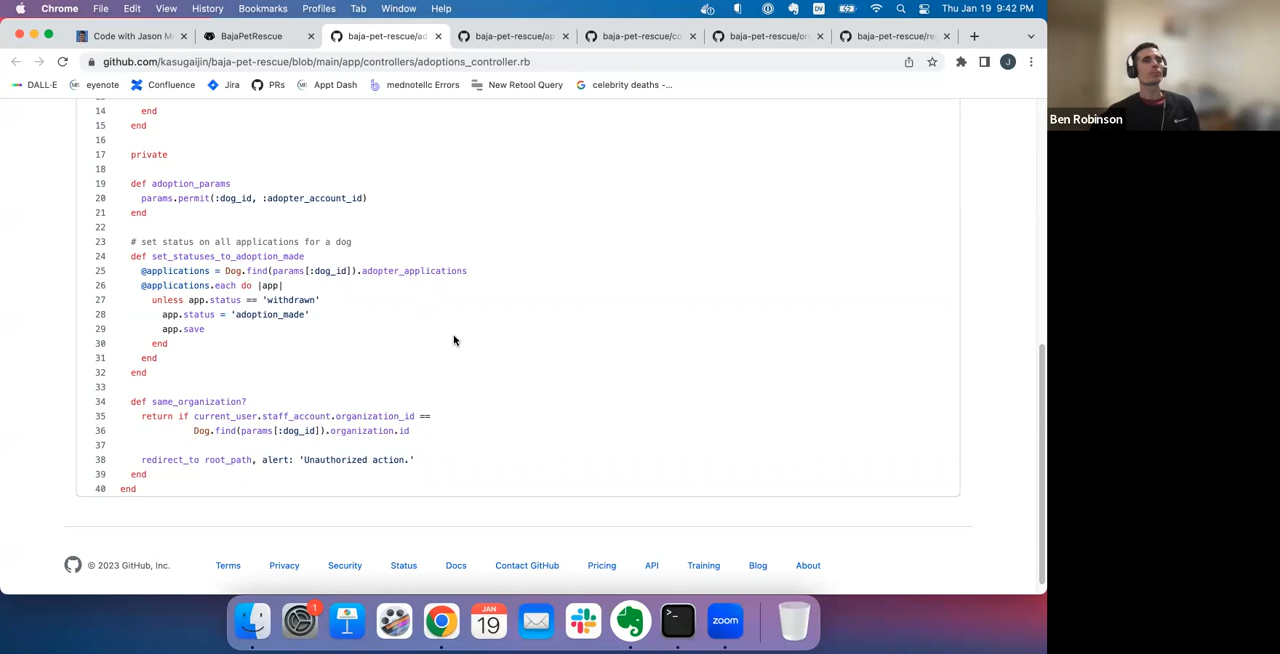 Chrome File Edit View History Bookmarks Profiles Tab Window Help
DV
Thu Jan 19 9:42 PM
Code with Jason M
BajaPetRescue
baja-pet-rescue/ad
baja-pet-rescue/ap
baja-pet-rescue/co
baja-pet-rescue/or
baja-pet-rescue/re
github.com/kasugaijin/baja-pet-rescue/blob/main/app/controllers/adoptions_controller.rb
J
DALL-E eyenote Confluence Jira PRs Appt Dash mednotellc Errors New Retool Query celebrity deaths -...
14 end
15 end
16
17 private
18
19 def adoption_params
20 params.permit(:dog_id, :adopter_account_id)
21 end
22
23 # set status on all applications for a dog
24 def set_statuses_to_adoption_made
25 @applications = Dog.find(params[:dog_id]).adopter_applications
26 @applications.each do |app|
27 unless app.status == 'withdrawn'
28 app.status = 'adoption_made'
29 app.save
30 end
31 end
32 end
33
34 def same_organization?
35 return if current_user.staff_account.organization_id ==
36 Dog.find(params[:dog_id]).organization.id
37
38 redirect_to root_path, alert: 'Unauthorized action.'
39 end
40 end
© 2023 GitHub, Inc. Terms Privacy Security Status Docs Contact GitHub Pricing API Training Blog About
1
JAN
19
zoom
Ben Robinson